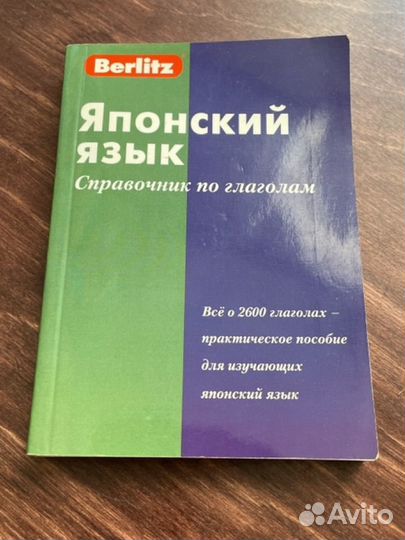 Berlitz
Японский
язык
Справочник по глаголам
Всё о 2600 глаголах –
практическое пособие
для изучающих
японский язык
Avito